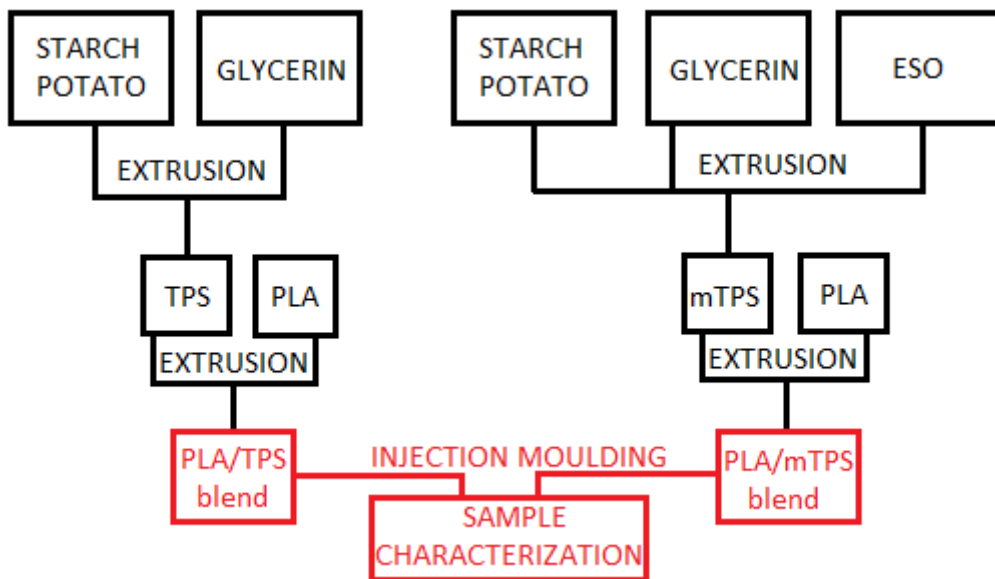 STARCH
POTATO
GLYCERIN
EXTRUSION
TPS
PLA
EXTRUSION
PLA/TPS
blend
STARCH
POTATO
GLYCERIN
ESO
EXTRUSION
mTPS
PLA
EXTRUSION
PLA/mTPS
blend
INJECTION MOULDING
SAMPLE
CHARACTERIZATION